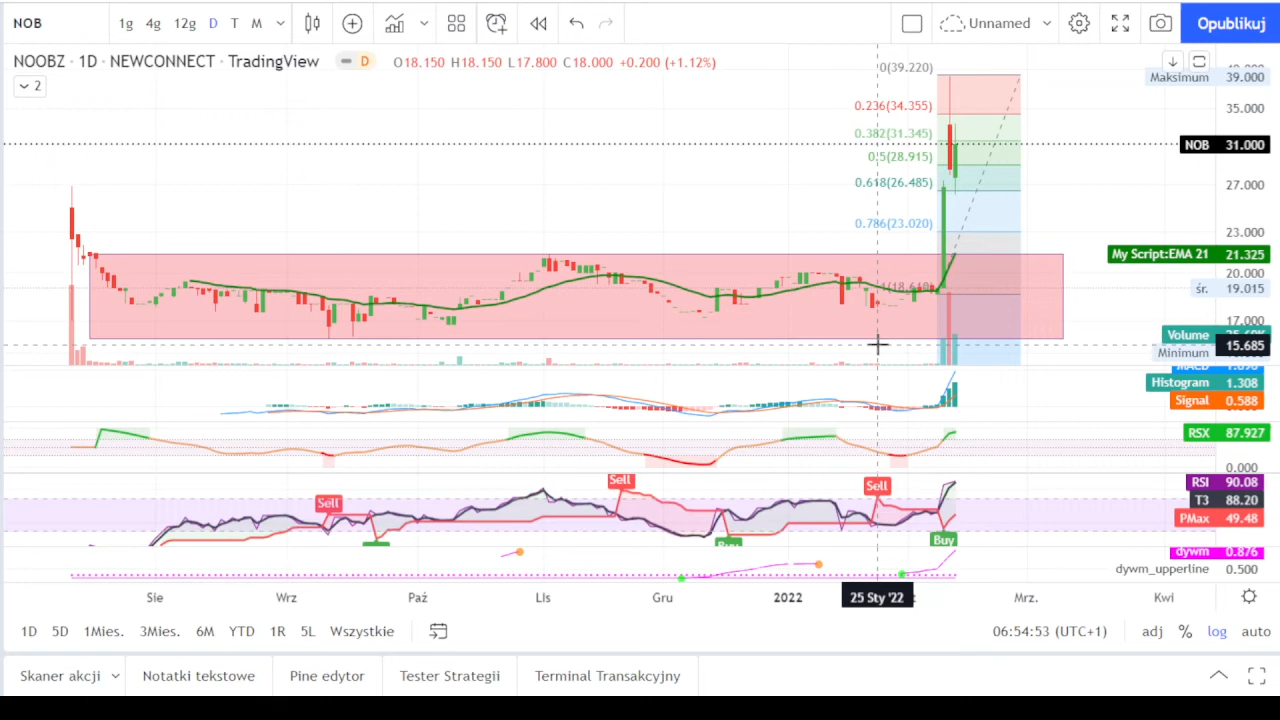 NOB 1g 4g 12g D T M Unnamed Opublikuj
NOOBZ · 1D · NEWCONNECT · TradingView D O18.150 H18.150 L17.800 C18.000 +0.200 (+1.12%)
2
0(39.220)
Maksimum 39.000
0.236(34.355)
35.000
0.382(31.345)
NOB 31.000
0.5(28.915)
0.618(26.485)
27.000
0.786(23.020)
23.000
My Script:EMA 21 21.325
20.000
1(18.610)
śr. 19.015
17.000
Volume
15.685
Minimum
MACD
Histogram 1.308
Signal 0.588
RSX 87.927
0.000
Sell
Sell
Sell
RSI 90.08
T3 88.20
PMax 49.48
Buy
Buy
dywm 0.876
dywm_upperline 0.500
Sie Wrz Paź Lis Gru 2022 25 Sty '22 Mrz. Kwi
1D 5D 1Mies. 3Mies. 6M YTD 1R 5L Wszystkie 06:54:53 (UTC+1) adj % log auto
Skaner akcji Notatki tekstowe Pine edytor Tester Strategii Terminal Transakcyjny